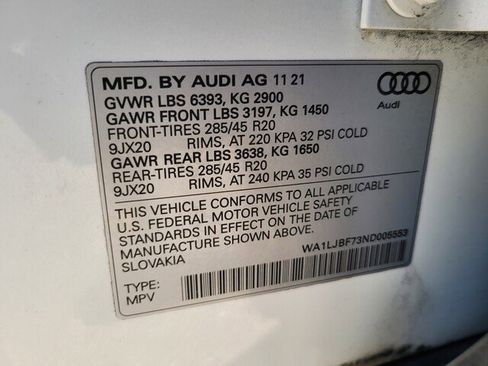 MFD. BY AUDI AG 11 21
GVWR LBS 6393, KG 2900
GAWR FRONT LBS 3197, KG 1450
FRONT-TIRES 285/45 R20
9JX20 RIMS, AT 220 KPA 32 PSI COLD
GAWR REAR LBS 3638, KG 1650
REAR-TIRES 285/45 R20
9JX20 RIMS, AT 240 KPA 35 PSI COLD
THIS VEHICLE CONFORMS TO ALL APPLICABLE
U.S. FEDERAL MOTOR VEHICLE SAFETY
STANDARDS IN EFFECT ON THE DATE OF
MANUFACTURE SHOWN ABOVE.
SLOVAKIA
WA1LJBF73ND005553
TYPE:
MPV
Audi